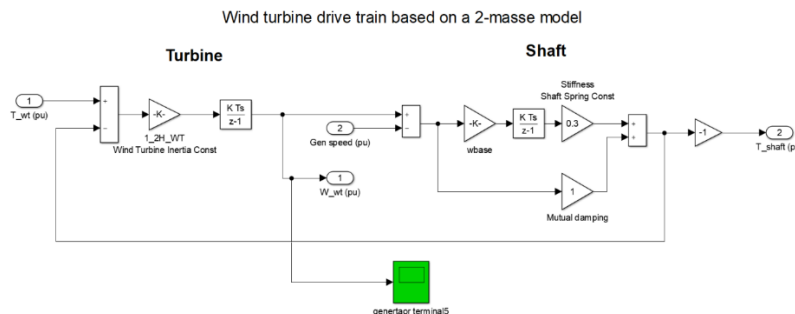 Wind turbine drive train based on a 2-masse model
Turbine
Shaft
1
T_wt (pu)
+
−
-K-
1_2H_WT
Wind Turbine Inertia Const
K Ts
z-1
2
Gen speed (pu)
+
−
-K-
wbase
K Ts
z-1
Stiffness
Shaft Spring Const
0.3
+
+
-1
2
T_shaft (p
1
W_wt (pu)
1
Mutual damping
genertaor terminal5